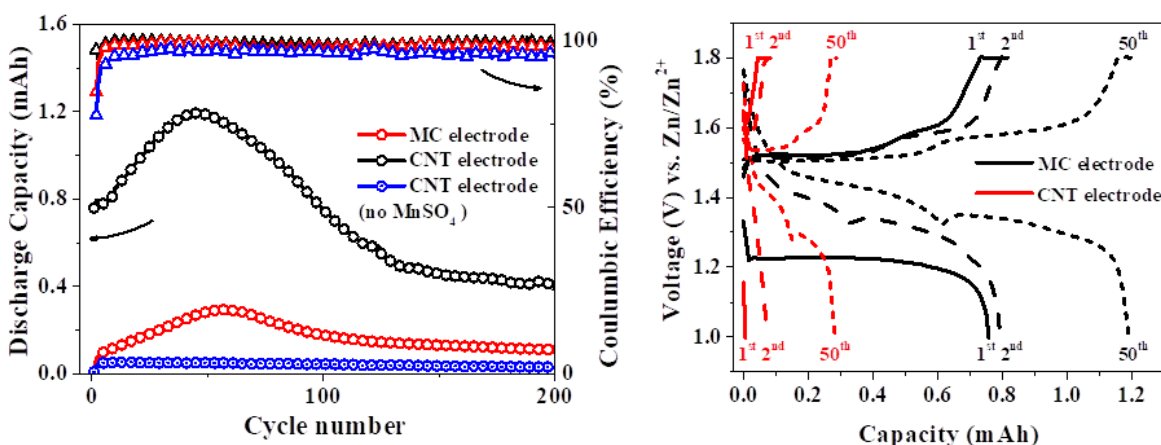 1.6
1.2
0.8
0.4
0.0
Discharge Capacity (mAh)
MC electrode
CNT electrode
CNT electrode
(no MnSO₄ )
100
50
0
Coulumbic Efficiency (%)
0
100
200
Cycle number
1.8
1.6
1.4
1.2
1.0
Voltage (V) vs. Zn/Zn²⁺
1ˢᵗ 2ⁿᵈ 50ᵗʰ 1ˢᵗ 2ⁿᵈ 50ᵗʰ
MC electrode
CNT electrode
1ˢᵗ 2ⁿᵈ 50ᵗʰ 1ˢᵗ 2ⁿᵈ 50ᵗʰ
0.0 0.2 0.4 0.6 0.8 1.0 1.2
Capacity (mAh)